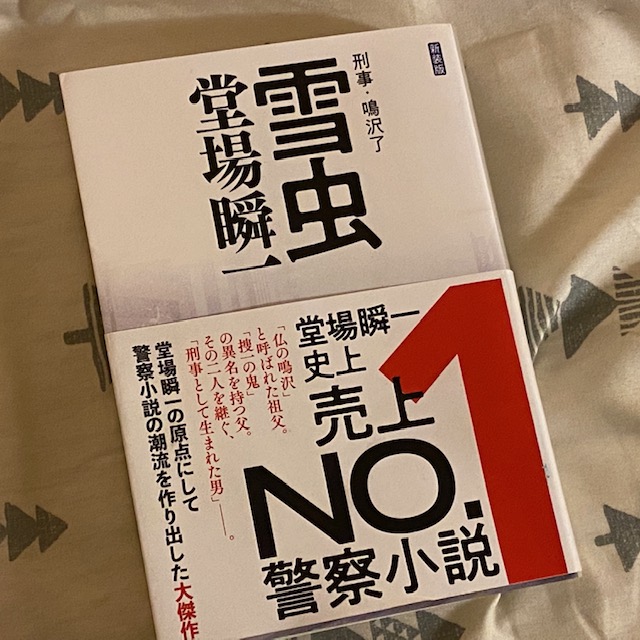 新装版
刑事・鳴沢了
雪虫
堂場瞬一
堂場瞬一
史上
売上
NO.1
警察小説
「仏の鳴沢」
と呼ばれた祖父。
「捜一の鬼」
の異名を持つ父。
その二人を継ぐ、
「刑事として生まれた男」――。
堂場瞬一の原点にして
警察小説の潮流を作り出した大傑作